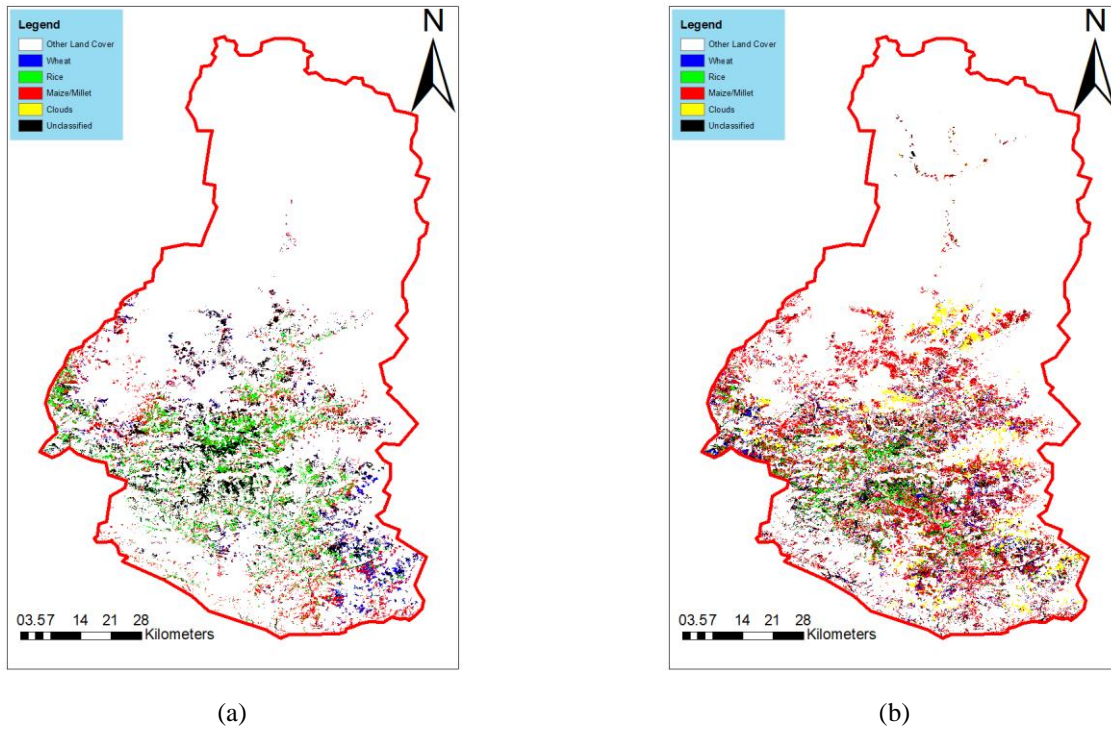 Legend
Other Land Cover
Wheat
Rice
Maize/Millet
Clouds
Unclassified
N
03.57 14 21 28
Kilometers
(a)
Legend
Other Land Cover
Wheat
Rice
Maize/Millet
Clouds
Unclassified
N
03.57 14 21 28
Kilometers
(b)